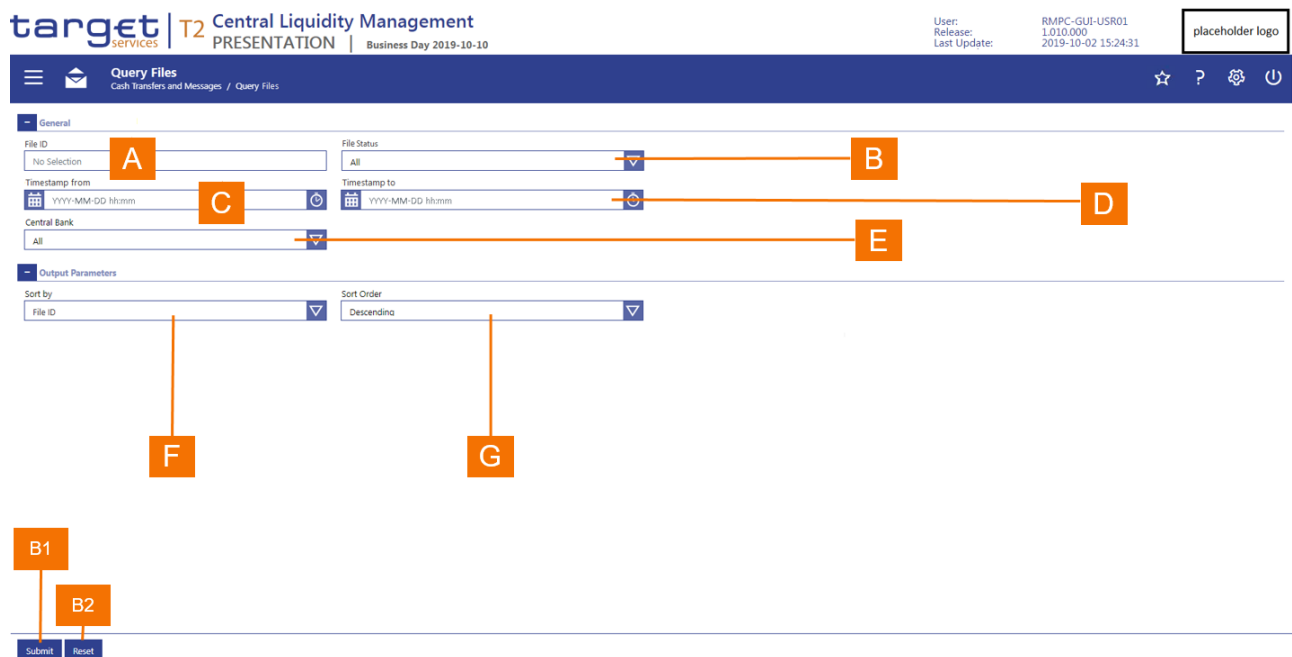 target services | T2 Central Liquidity Management
PRESENTATION | Business Day 2019-10-10
User: RMPC-GUI-USR01
Release: 1.010.000
Last Update: 2019-10-02 15:24:31
placeholder logo
Query Files
Cash Transfers and Messages / Query Files
?
− General
File ID File Status
No Selection A All B
Timestamp from Timestamp to
YYYY-MM-DD hh:mm C YYYY-MM-DD hh:mm D
Central Bank
All E
− Output Parameters
Sort by Sort Order
File ID Descending
F G
B1
B2
Submit Reset